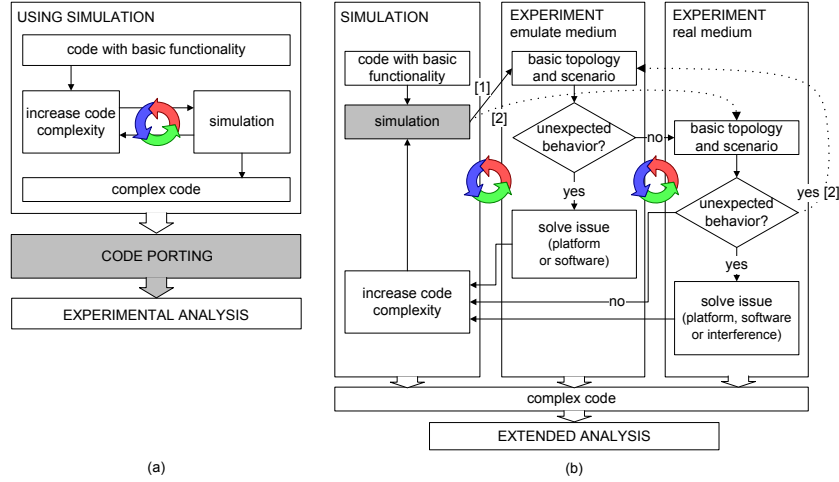 USING SIMULATION
code with basic functionality
increase code
complexity
simulation
complex code
CODE PORTING
EXPERIMENTAL ANALYSIS
(a)
SIMULATION
code with basic
functionality
simulation
increase code
complexity
[1]
[2]
EXPERIMENT
emulate medium
basic topology
and scenario
unexpected
behavior?
no
yes
solve issue
(platform
or software)
EXPERIMENT
real medium
basic topology
and scenario
unexpected
behavior?
yes [2]
yes
no
solve issue
(platform, software
or interference)
complex code
EXTENDED ANALYSIS
(b)